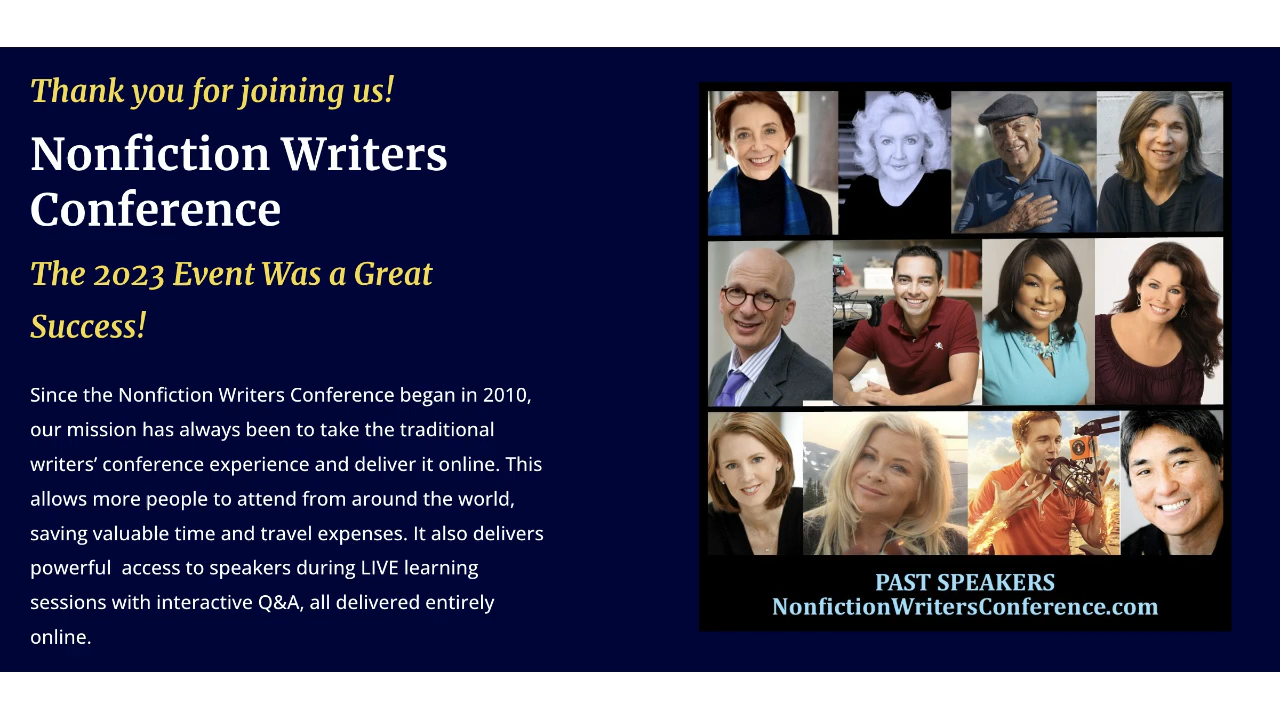 Thank you for joining us!
Nonfiction Writers
Conference
The 2023 Event Was a Great
Success!
Since the Nonfiction Writers Conference began in 2010,
our mission has always been to take the traditional
writers’ conference experience and deliver it online. This
allows more people to attend from around the world,
saving valuable time and travel expenses. It also delivers
powerful  access to speakers during LIVE learning
sessions with interactive Q&A, all delivered entirely
online.
PAST SPEAKERS
NonfictionWritersConference.com